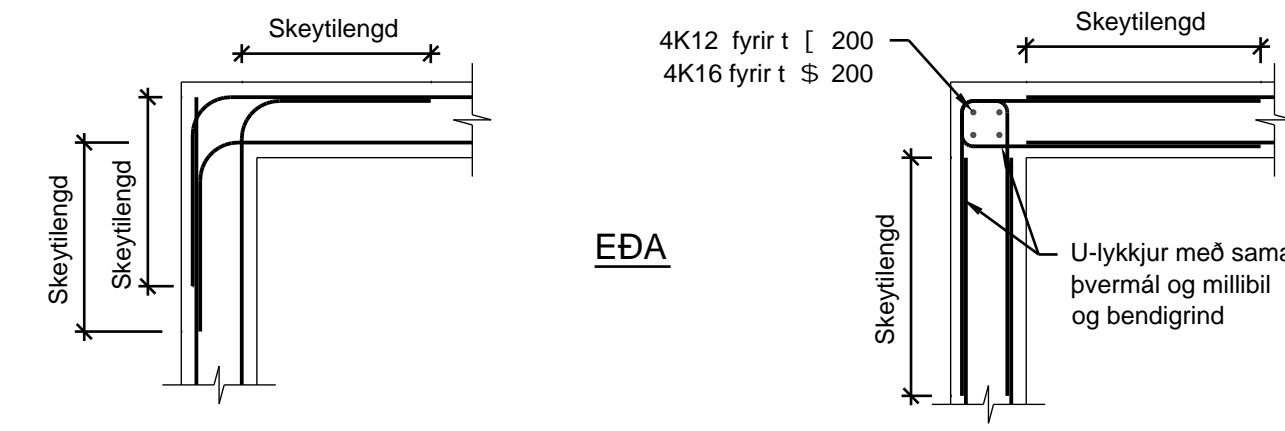 Skeytilengd
Skeytilengd
Skeytilengd
EÐA
4K12 fyrir t [ 200
4K16 fyrir t $ 200
Skeytilengd
Skeytilengd
U-lykkjur með sama
þvermál og millibil
og bendigrind